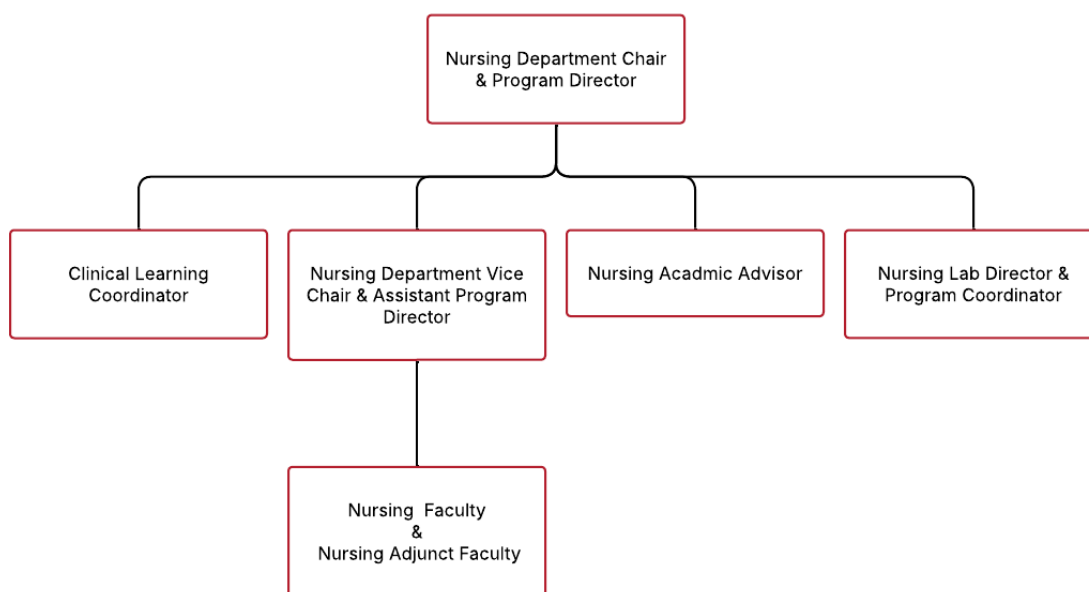 Nursing Department Chair
& Program Director
Clinical Learning
Coordinator
Nursing Department Vice
Chair & Assistant Program
Director
Nursing Acadmic Advisor
Nursing Lab Director &
Program Coordinator
Nursing  Faculty
&
Nursing Adjunct Faculty